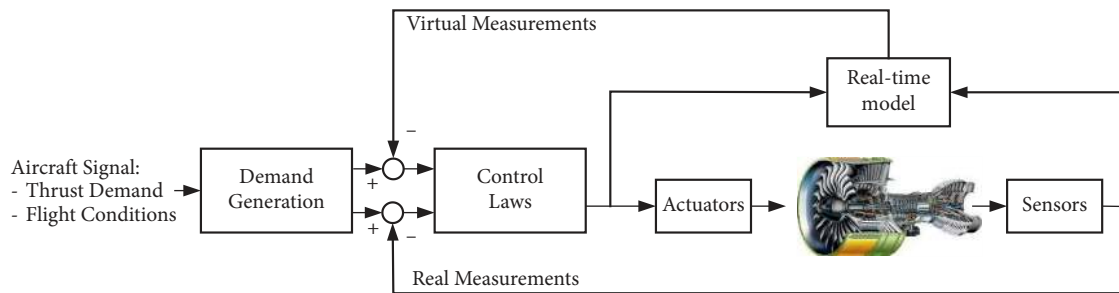 Virtual Measurements
Real-time
model
Aircraft Signal:
- Thrust Demand
- Flight Conditions
Demand
Generation
−
+
+
−
Control
Laws
Actuators
Sensors
Real Measurements